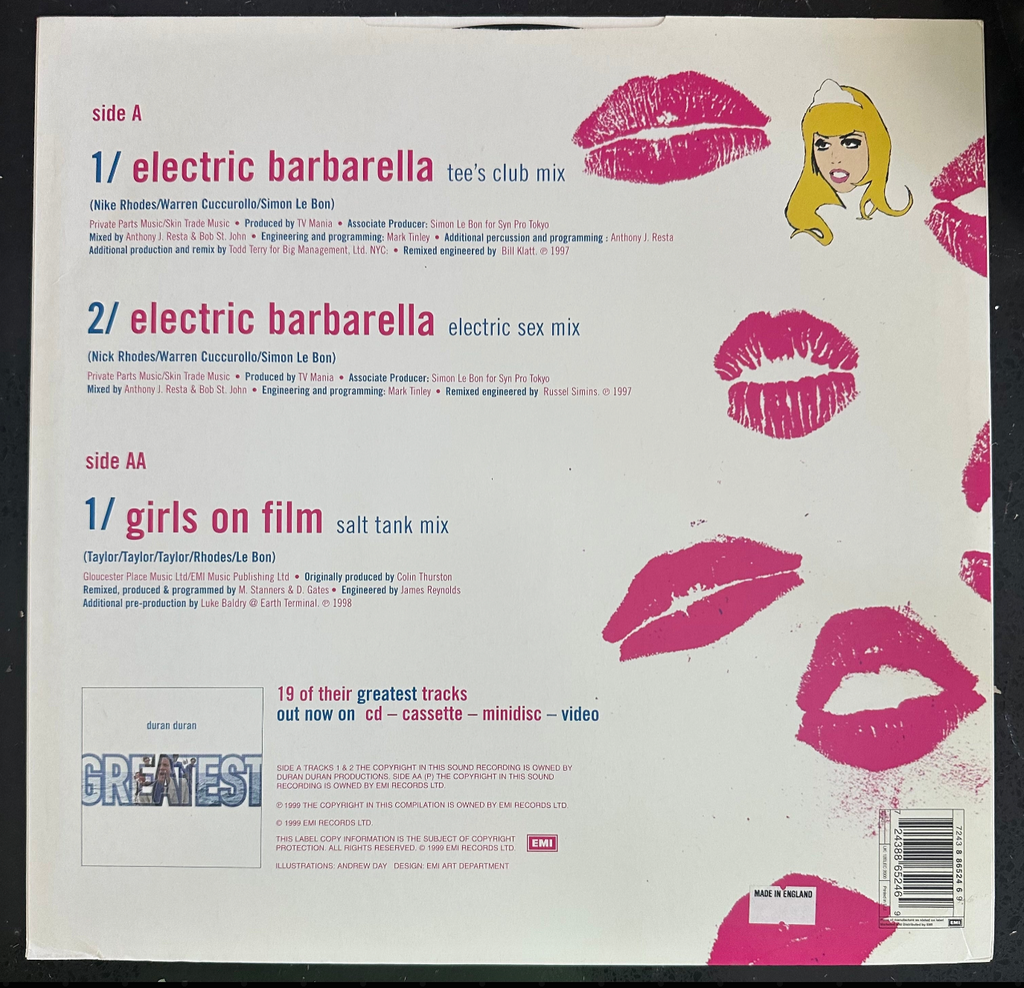 side A
1/ electric barbarella tee's club mix
(Nike Rhodes/Warren Cuccurollo/Simon Le Bon)
Private Parts Music/Skin Trade Music • Produced by TV Mania • Associate Producer: Simon Le Bon for Syn Pro Tokyo
Mixed by Anthony J. Resta & Bob St. John • Engineering and programming: Mark Tinley • Additional percussion and programming : Anthony J. Resta
Additional production and remix by Todd Terry for Big Management, Ltd. NYC. • Remixed engineered by Bill Klatt. ℗ 1997
2/ electric barbarella electric sex mix
(Nick Rhodes/Warren Cuccurollo/Simon Le Bon)
Private Parts Music/Skin Trade Music • Produced by TV Mania • Associate Producer: Simon Le Bon for Syn Pro Tokyo
Mixed by Anthony J. Resta & Bob St. John • Engineering and programming: Mark Tinley • Remixed engineered by Russel Simins. ℗ 1997
side AA
1/ girls on film salt tank mix
(Taylor/Taylor/Taylor/Rhodes/Le Bon)
Gloucester Place Music Ltd/EMI Music Publishing Ltd • Originally produced by Colin Thurston
Remixed, produced & programmed by M. Stanners & D. Gates • Engineered by James Reynolds
Additional pre-production by Luke Baldry @ Earth Terminal. ℗ 1998
duran duran
GREATEST
19 of their greatest tracks
out now on cd – cassette – minidisc – video
SIDE A TRACKS 1 & 2 THE COPYRIGHT IN THIS SOUND RECORDING IS OWNED BY
DURAN DURAN PRODUCTIONS. SIDE AA (P) THE COPYRIGHT IN THIS SOUND
RECORDING IS OWNED BY EMI RECORDS LTD.
℗ 1999 THE COPYRIGHT IN THIS COMPILATION IS OWNED BY EMI RECORDS LTD.
© 1999 EMI RECORDS LTD.
THIS LABEL COPY INFORMATION IS THE SUBJECT OF COPYRIGHT
PROTECTION. ALL RIGHTS RESERVED. © 1999 EMI RECORDS LTD.
EMI
ILLUSTRATIONS: ANDREW DAY DESIGN: EMI ART DEPARTMENT
MADE IN ENGLAND
7243 8 86524 6 9
7 24388 65246 9
EMI